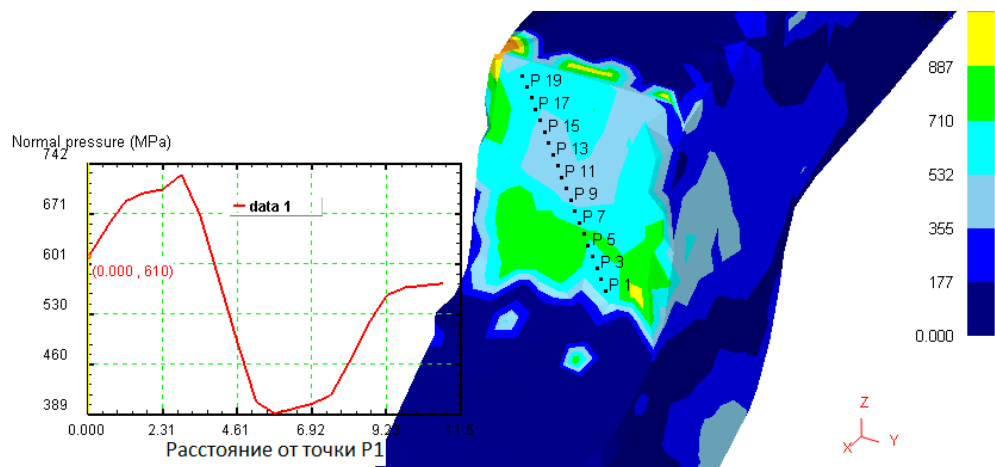 Normal pressure (MPa)
742
671
601
530
460
389
0.000
2.31
4.61
6.92
9.23
11.5
data 1
(0.000 , 610)
Расстояние от точки P1
P 19
P 17
P 15
P 13
P 11
P 9
P 7
P 5
P 3
P 1
887
710
532
355
177
0.000
Z
X
Y